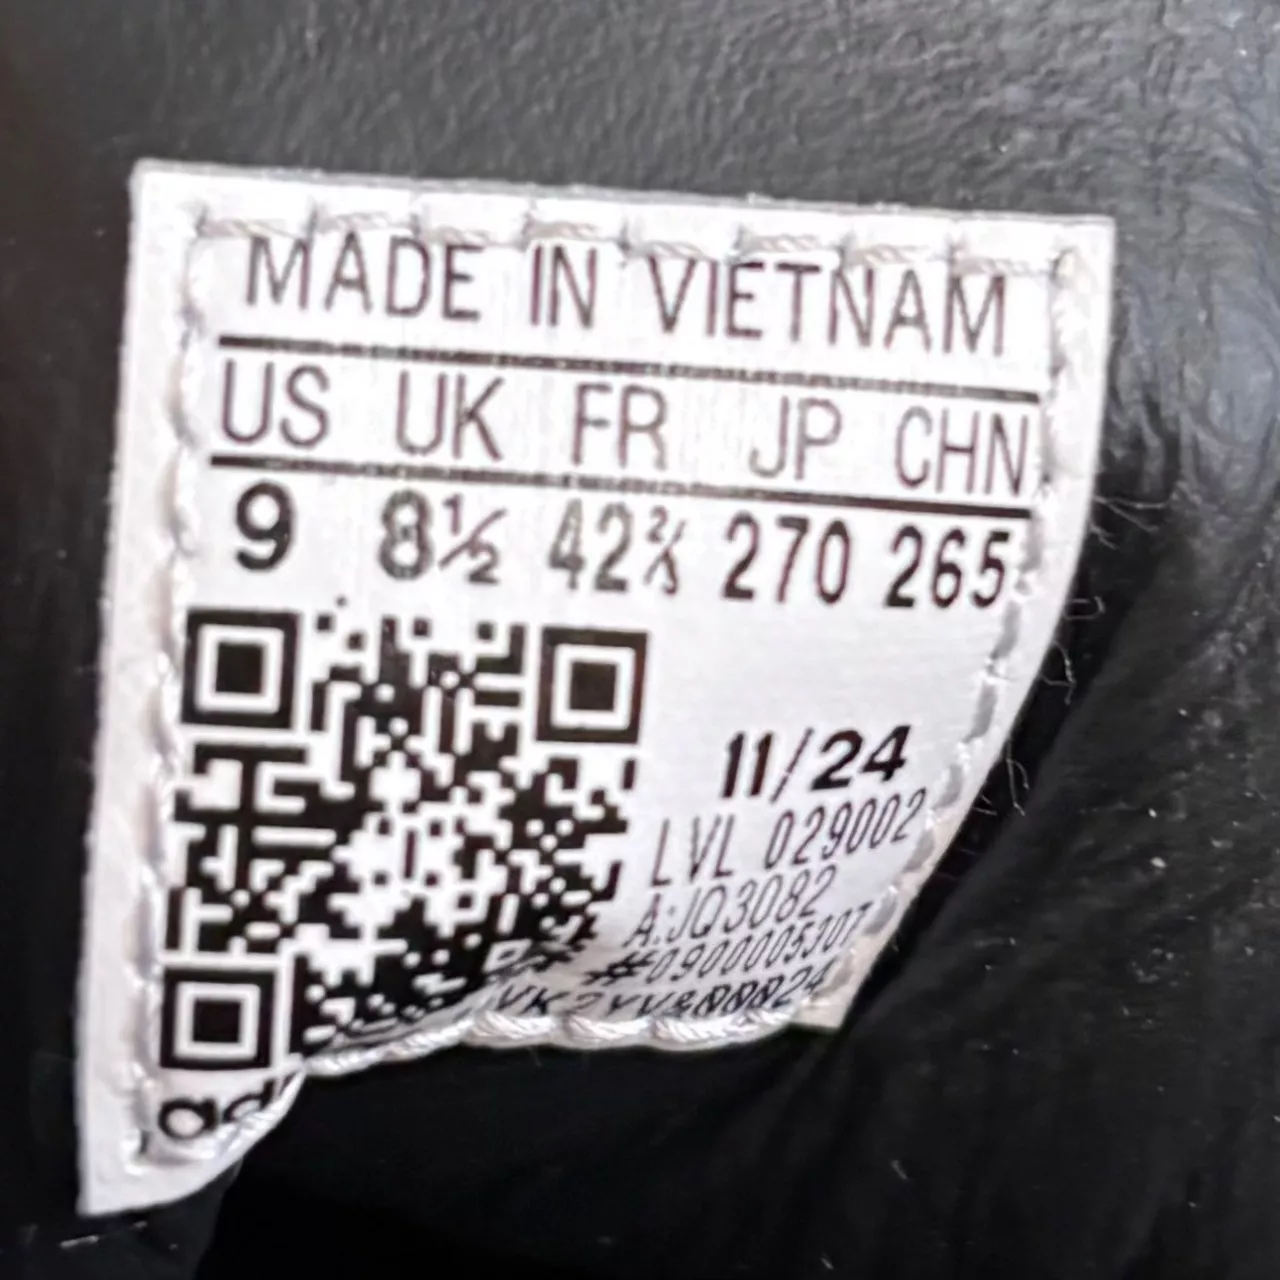 MADE IN VIETNAM
US UK FR JP CHN
9 8½ 42⅔ 270 265
11/24
LVL 029002
A:JQ3082
#0900005307